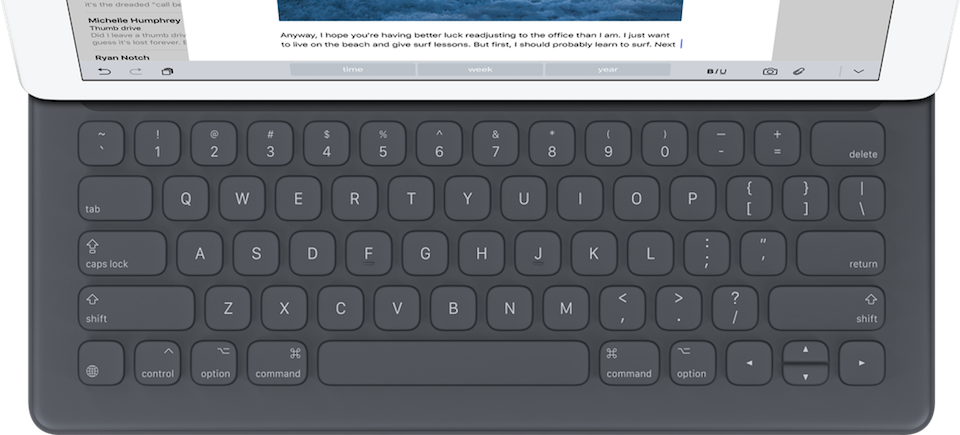 it's the dreaded "call be
Michelle Humphrey
Thumb drive
Did I leave a thumb driv
guess it's lost forever.
Ryan Notch
Anyway, I hope you're having better luck readjusting to the office than I am. I just want
to live on the beach and give surf lessons. But first, I should probably learn to surf. Next
time week year
B/U
~ ! @ # $ % ^ & * ( ) — +
` 1 2 3 4 5 6 7 8 9 0 - = delete
{ } |
tab Q W E R T Y U I O P [ ] \
: "
caps lock A S D F G H J K L ; ' return
< > ?
shift Z X C V B N M , . / shift
control option command command option